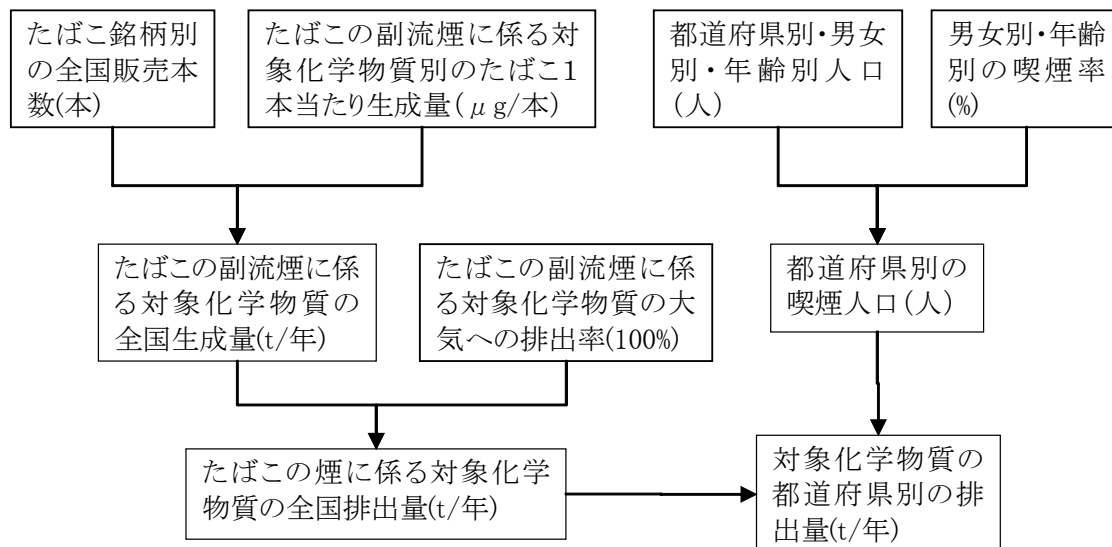 たばこ銘柄別
の全国販売本
数(本)
たばこの副流煙に係る対
象化学物質別のたばこ1
本当たり生成量(μg/本)
都道府県別・男女
別・年齢別人口
(人)
男女別・年齢
別の喫煙率
(%)
たばこの副流煙に係
る対象化学物質の
全国生成量(t/年)
たばこの副流煙に係
る対象化学物質の大
気への排出率(100%)
都道府県別の
喫煙人口(人)
たばこの煙に係る対象化学
物質の全国排出量(t/年)
対象化学物質の
都道府県別の排
出量(t/年)